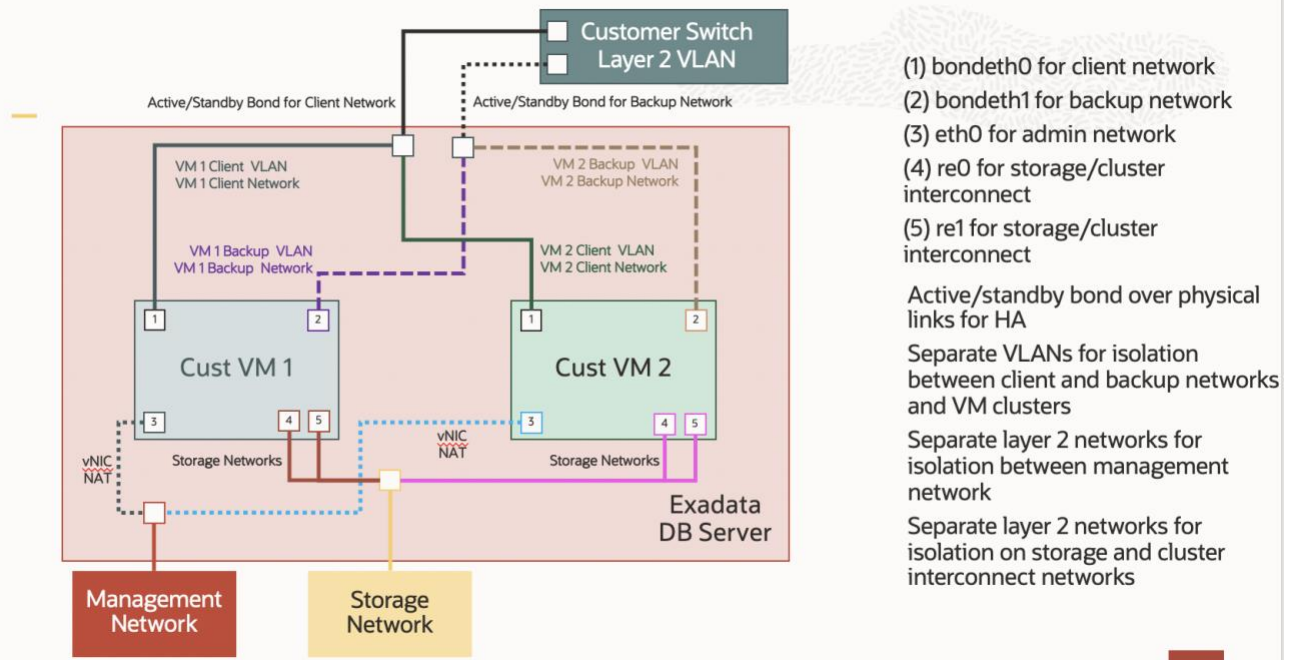 Customer Switch
Layer 2 VLAN
Active/Standby Bond for Client Network
Active/Standby Bond for Backup Network
VM 1 Client VLAN
VM 1 Client Network
VM 2 Backup VLAN
VM 2 Backup Network
VM 1 Backup VLAN
VM 1 Backup Network
VM 2 Client VLAN
VM 2 Client Network
1
2
1
2
Cust VM 1
Cust VM 2
3
4
5
3
4
5
vNIC
NAT
Storage Networks
vNIC
NAT
Storage Networks
Exadata
DB Server
Management
Network
Storage
Network
(1) bondeth0 for client network
(2) bondeth1 for backup network
(3) eth0 for admin network
(4) re0 for storage/cluster
interconnect
(5) re1 for storage/cluster
interconnect
Active/standby bond over physical
links for HA
Separate VLANs for isolation
between client and backup networks
and VM clusters
Separate layer 2 networks for
isolation between management
network
Separate layer 2 networks for
isolation on storage and cluster
interconnect networks